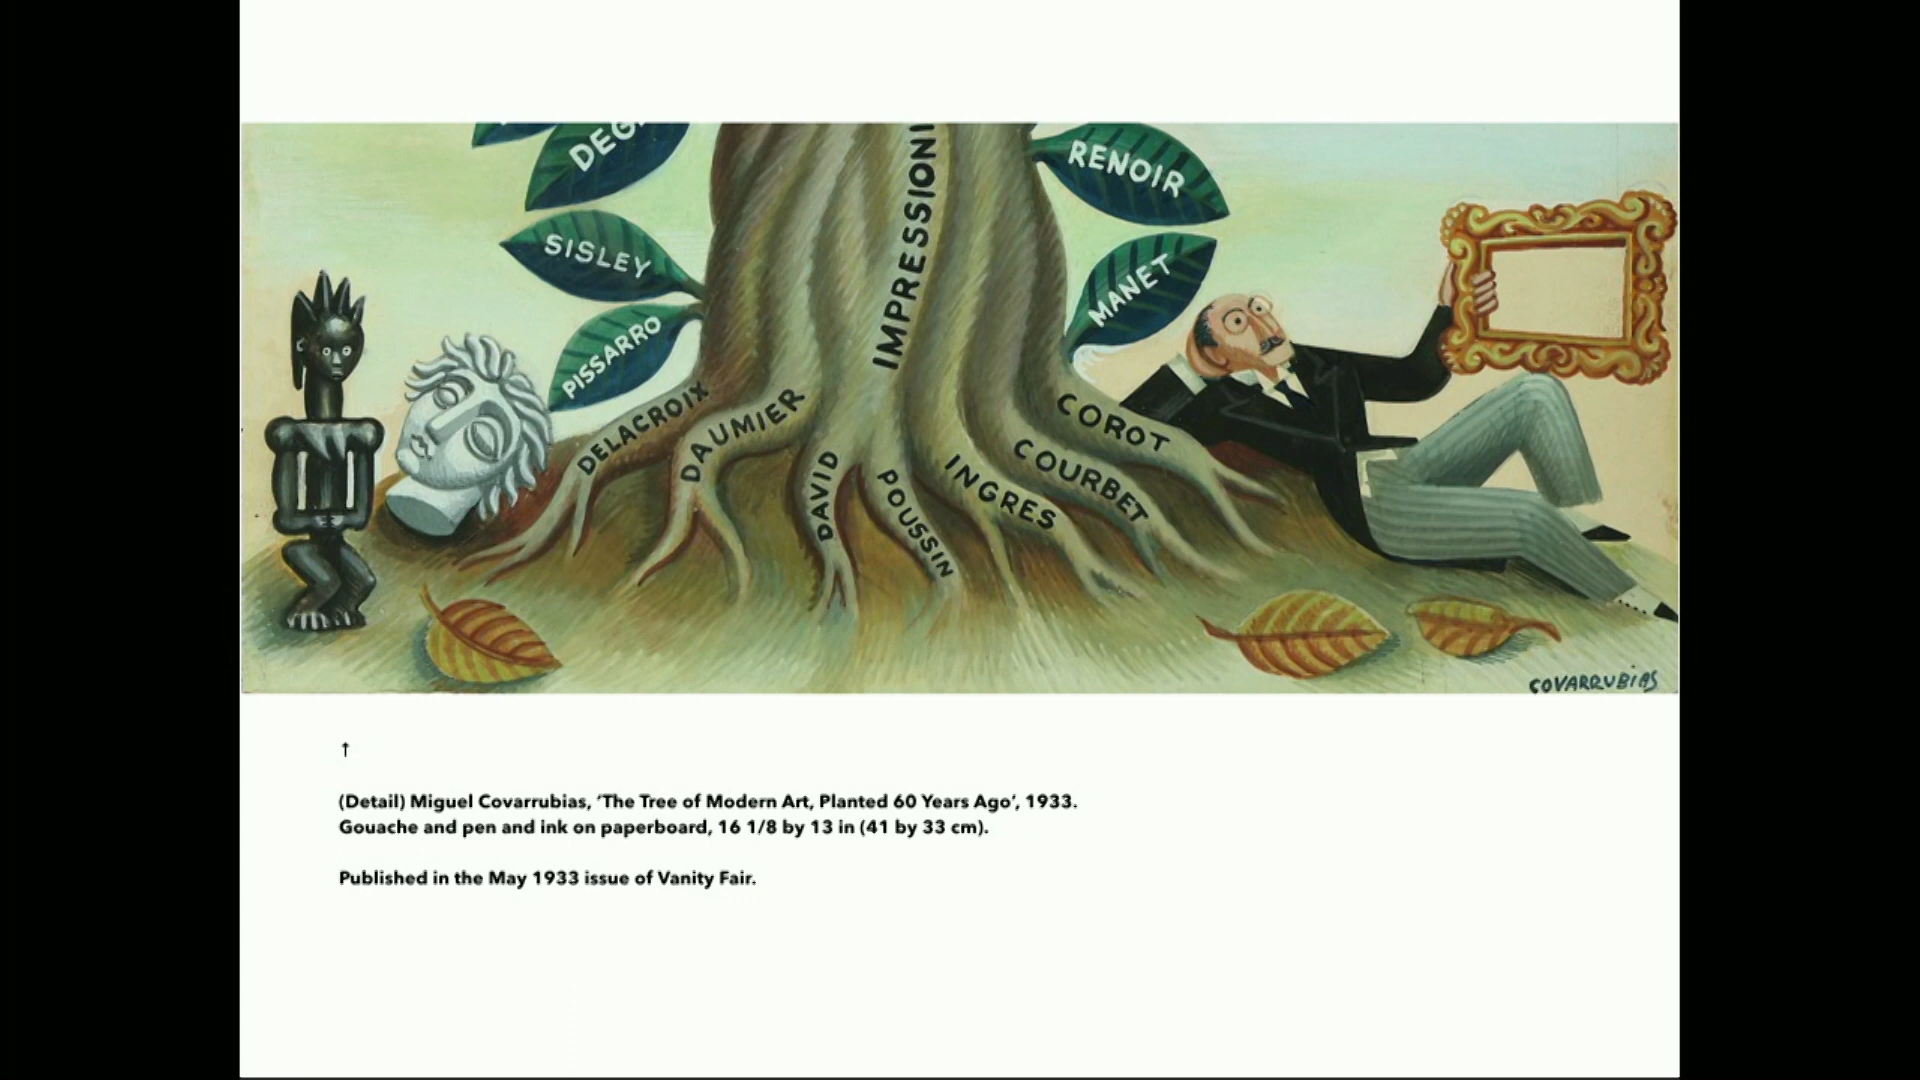 DEG
RENOIR
SISLEY
MANET
PISSARRO
IMPRESSIONI
DELACROIX
DAUMIER
DAVID
POUSSIN
INGRES
COURBET
COROT
COVARRUBIAS
↑
(Detail) Miguel Covarrubias, ‘The Tree of Modern Art, Planted 60 Years Ago’, 1933.
Gouache and pen and ink on paperboard, 16 1/8 by 13 in (41 by 33 cm).
Published in the May 1933 issue of Vanity Fair.